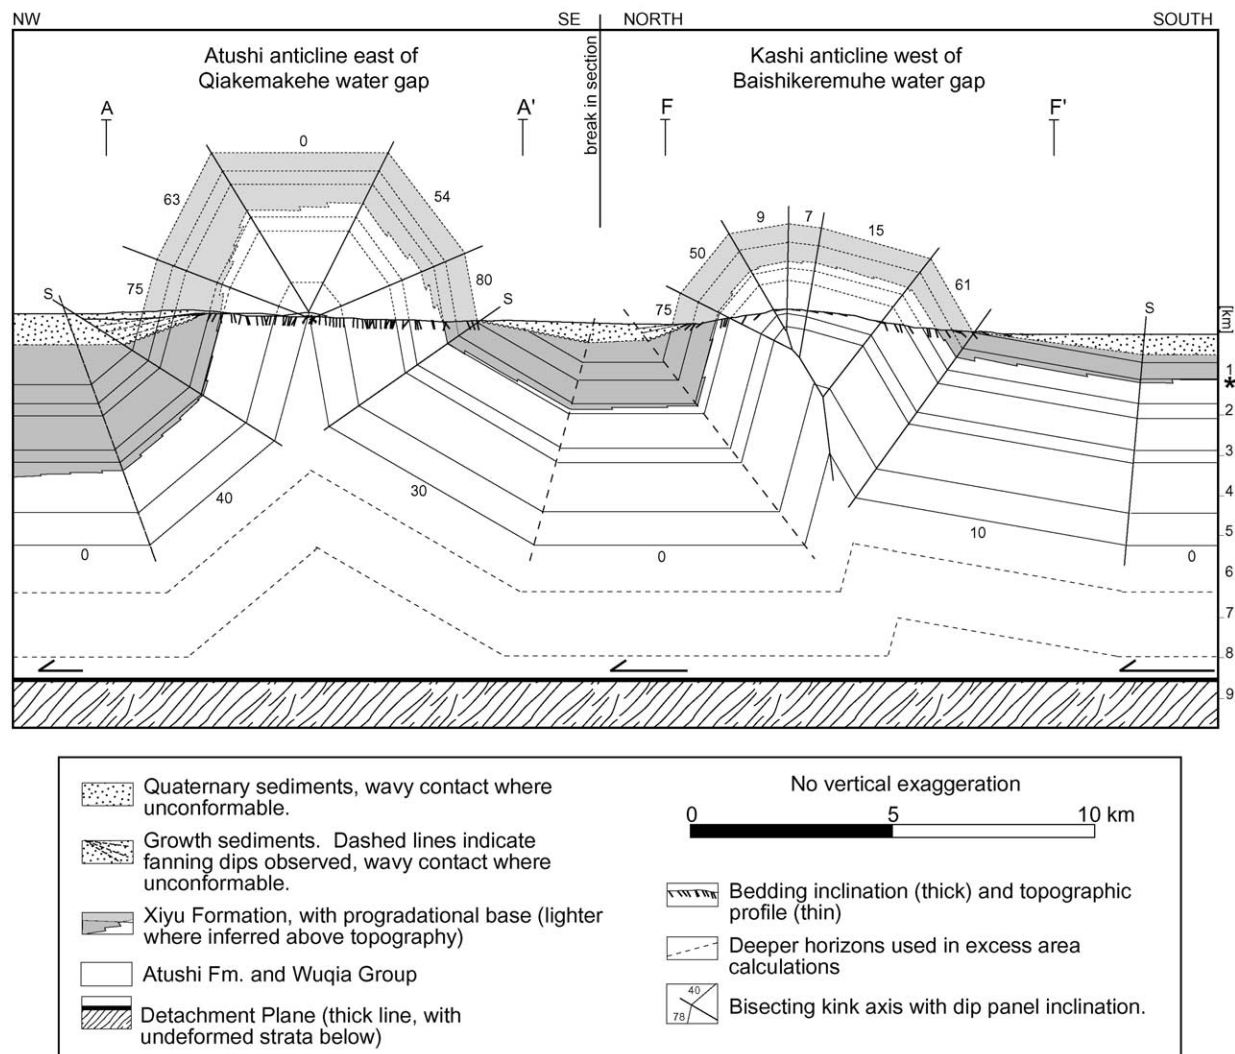 NW SE NORTH SOUTH
Atushi anticline east of
Qiakemakehe water gap
break in section
Kashi anticline west of
Baishikeremuhe water gap
A A' F F'
0
63 54
9 7 15
50
75 80
61
75
S S S
[km]
1
*
2
3
40 30
4
10
5
0 0 0
6
7
8
9
Quaternary sediments, wavy contact where
unconformable.
Growth sediments. Dashed lines indicate
fanning dips observed, wavy contact where
unconformable.
Xiyu Formation, with progradational base (lighter
where inferred above topography)
Atushi Fm. and Wuqia Group
Detachment Plane (thick line, with
undeformed strata below)
No vertical exaggeration
0 5 10 km
Bedding inclination (thick) and topographic
profile (thin)
Deeper horizons used in excess area
calculations
40
78
Bisecting kink axis with dip panel inclination.